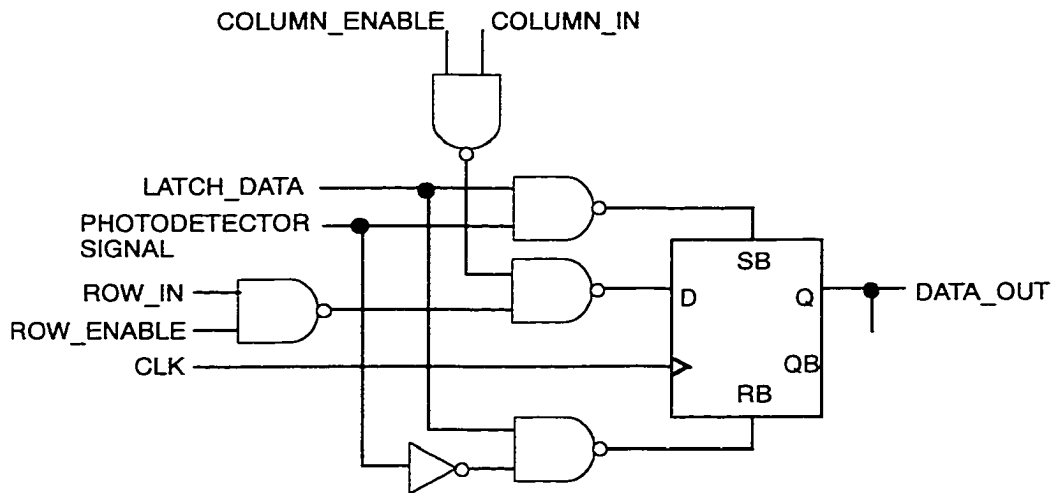 COLUMN_ENABLE COLUMN_IN
LATCH_DATA
PHOTODETECTOR
SIGNAL
SB
ROW_IN
D Q DATA_OUT
ROW_ENABLE
CLK QB
RB